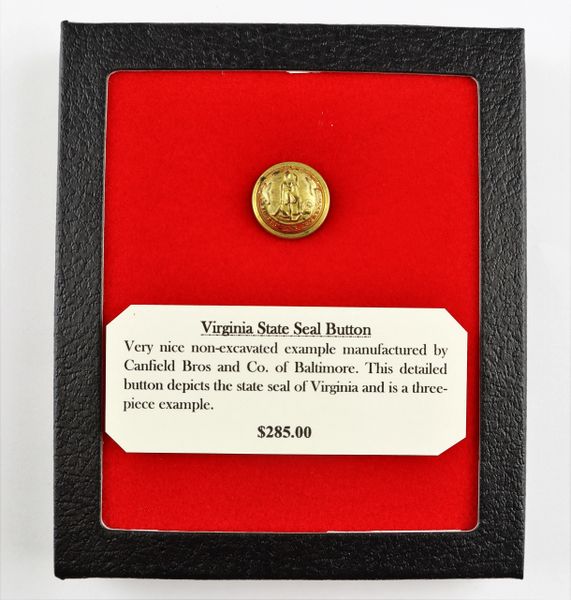 Virginia State Seal Button
Very nice non-excavated example manufactured by
Canfield Bros and Co. of Baltimore. This detailed
button depicts the state seal of Virginia and is a three-
piece example.
$285.00